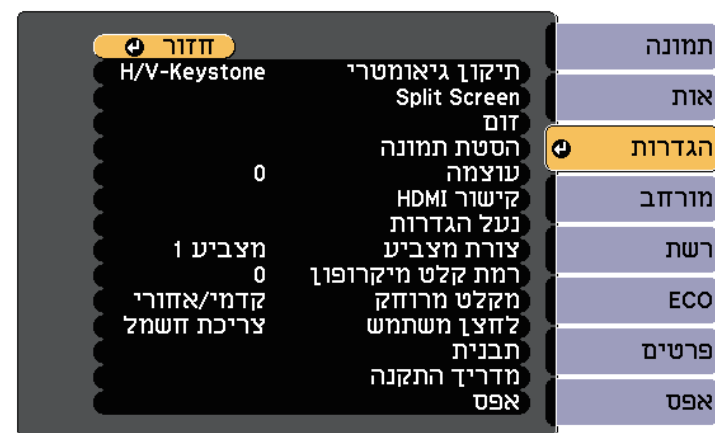 תמונה
אות
הגדרות
מורחב
רשת
ECO
פרטים
אפס
חזור
תיקון גיאומטרי H/V-Keystone
Split Screen
זום
הסטת תמונה
עוצמה 0
קישור HDMI
נעל הגדרות
צורת מצביע מצביע 1
רמת קלט מיקרופון 0
מקלט מרוחק קדמי/אחורי
לחצן משתמש צריכת חשמל
תבנית
מדריך התקנה
אפס